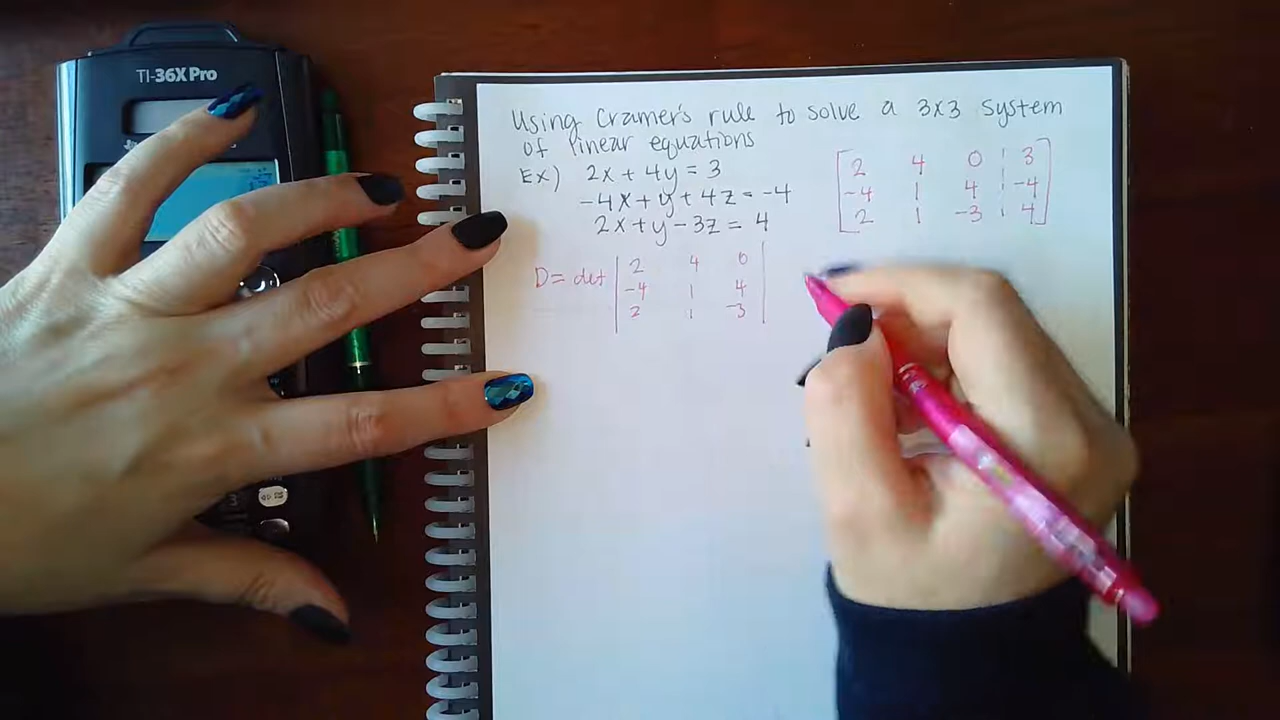 TI-36X Pro
Using Cramer's rule to solve a 3x3 system
of linear equations
Ex) 2x + 4y = 3
-4x + y + 4z = -4
2x + y - 3z = 4
2 4 0 3
-4 1 4 -4
2 1 -3 4
D = det 2 4 0
-4 1 4
2 1 -3